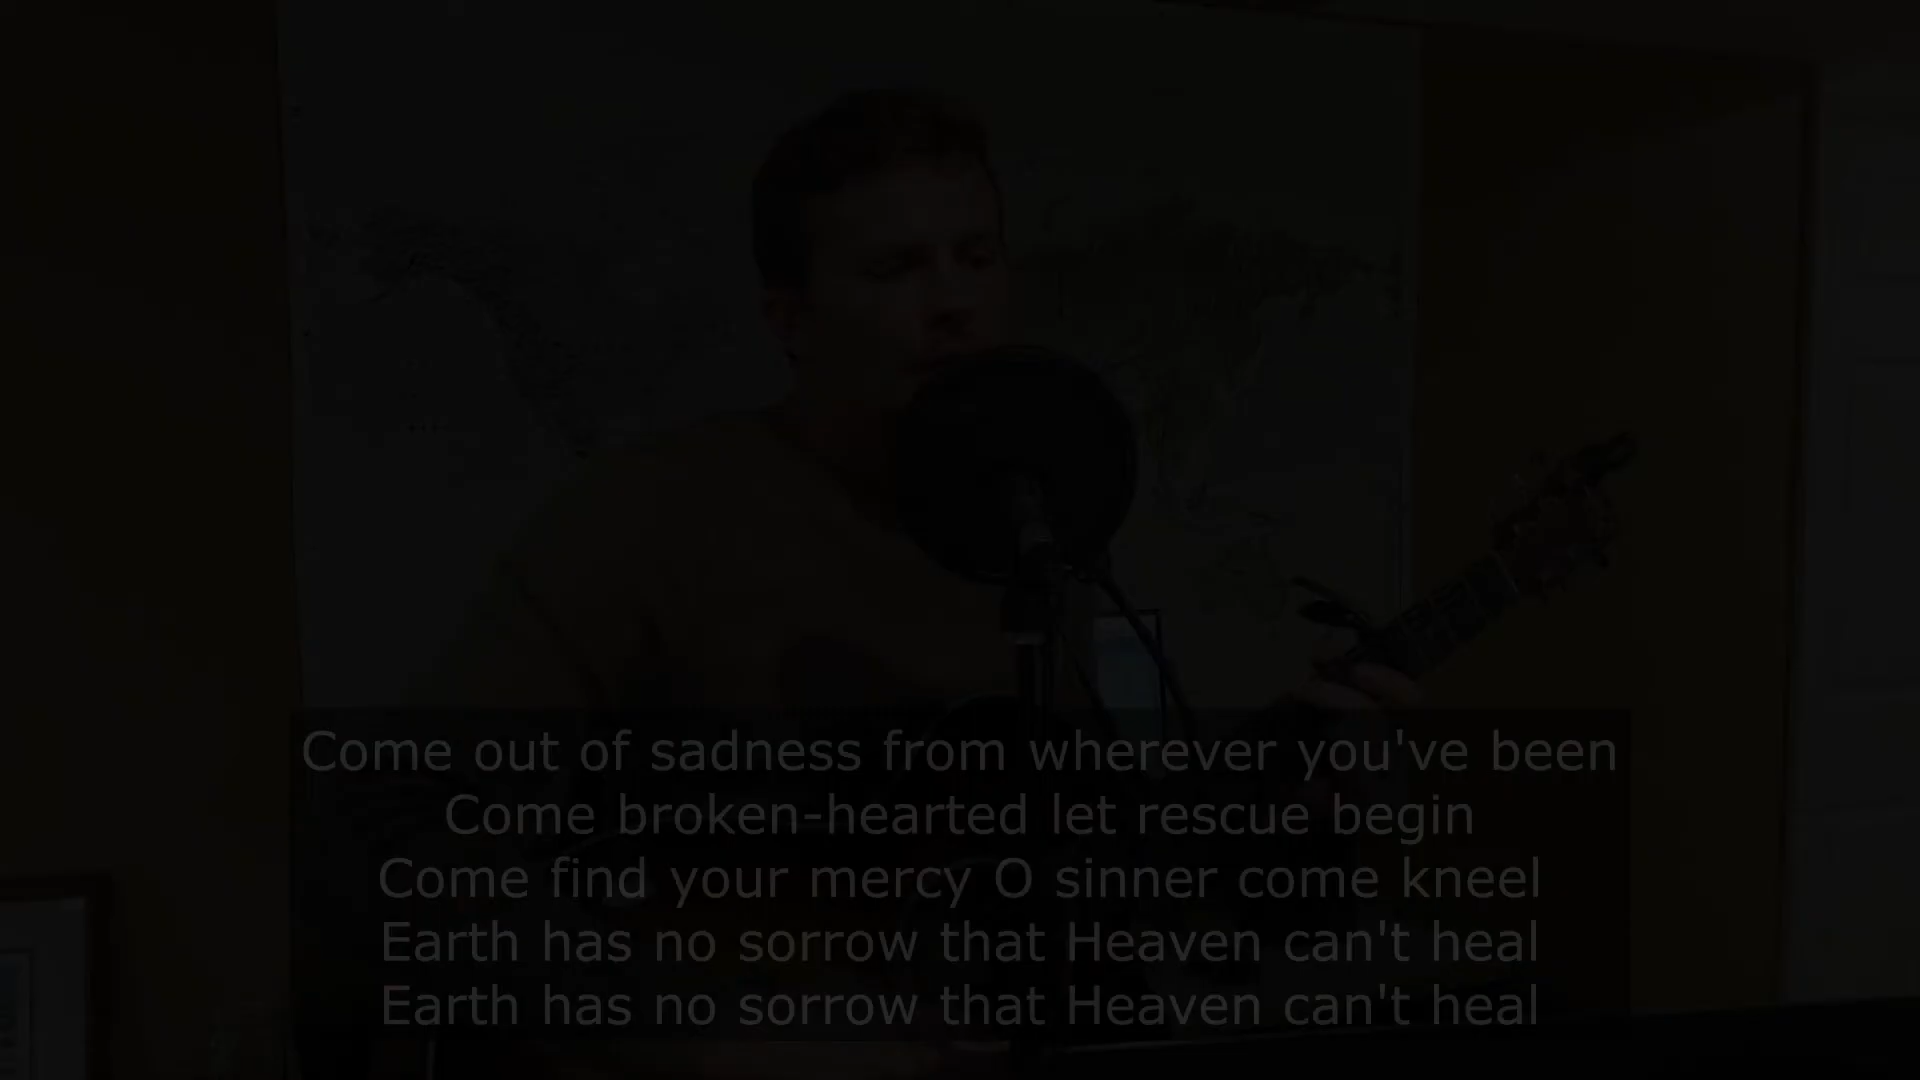 Come out of sadness from wherever you've been
Come broken-hearted let rescue begin
Come find your mercy O sinner come kneel
Earth has no sorrow that Heaven can't heal
Earth has no sorrow that Heaven can't heal